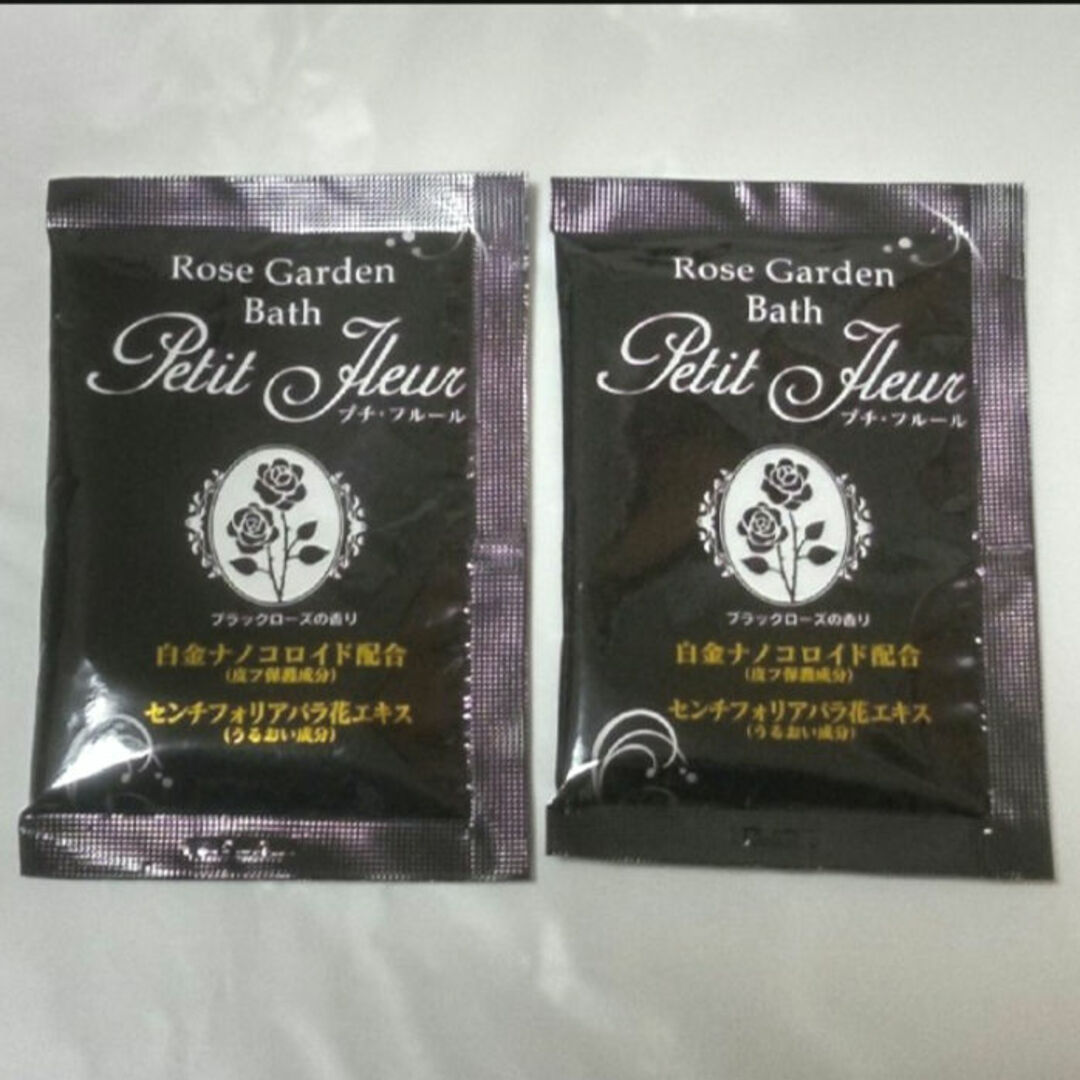 Rose Garden
Bath
Petit Fleur
プチ・フルール
ブラックローズの香り
白金ナノコロイド配合
(皮フ保護成分)
センチフォリアバラ花エキス
(うるおい成分)
Rose Garden
Bath
Petit Fleur
プチ・フルール
ブラックローズの香り
白金ナノコロイド配合
(皮フ保護成分)
センチフォリアバラ花エキス
(うるおい成分)